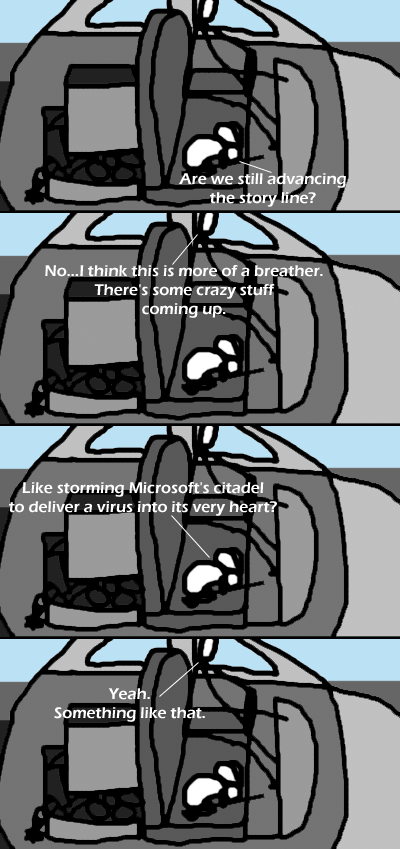 Are we still advancing
the story line?
No...I think this is more of a breather.
There's some crazy stuff
coming up.
Like storming Microsoft's citadel
to deliver a virus into its very heart?
Yeah.
Something like that.